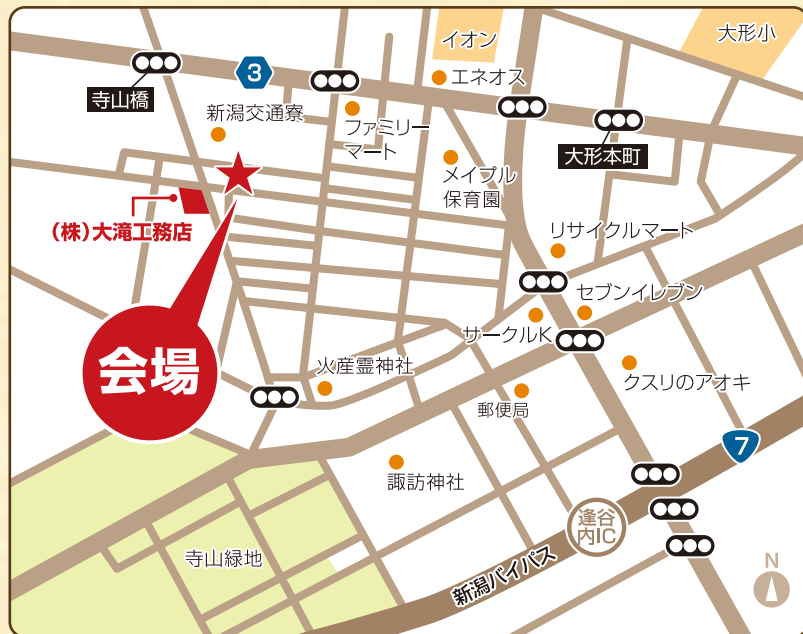 大形小
イオン
エネオス
3
寺山橋
新潟交通寮
ファミリー
マート
大形本町
メイプル
保育園
(株)大滝工務店
リサイクルマート
セブンイレブン
サークルK
会場
火産霊神社
クスリのアオキ
郵便局
7
諏訪神社
逢谷
内IC
寺山緑地
新潟バイパス
N